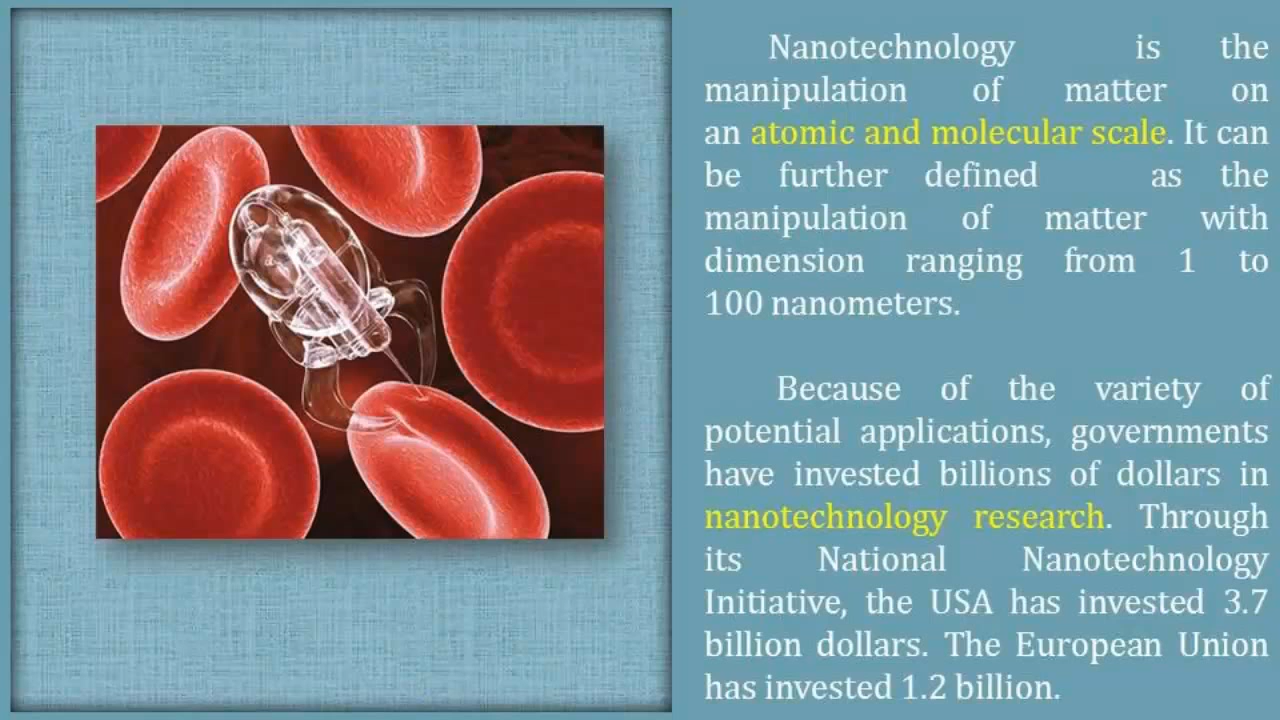 Nanotechnology is the
manipulation of matter on
an atomic and molecular scale. It can
be further defined as the
manipulation of matter with
dimension ranging from 1 to
100 nanometers.
Because of the variety of
potential applications, governments
have invested billions of dollars in
nanotechnology research. Through
its National Nanotechnology
Initiative, the USA has invested 3.7
billion dollars. The European Union
has invested 1.2 billion.